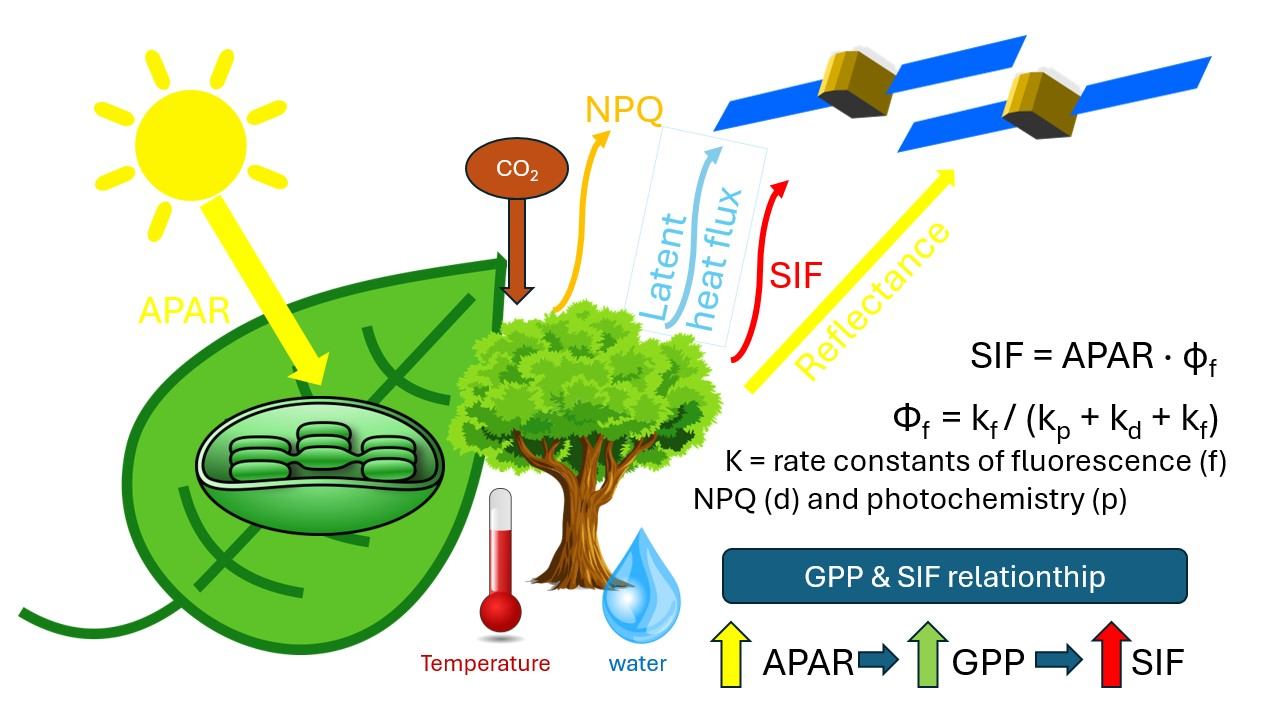 NPQ
CO₂
Latent
heat flux
SIF
Reflectance
APAR
SIF = APAR · ϕf
Φf = kf / (kp + kd + kf)
K = rate constants of fluorescence (f)
NPQ (d) and photochemistry (p)
GPP & SIF relationthip
Temperature
water
APAR GPP SIF